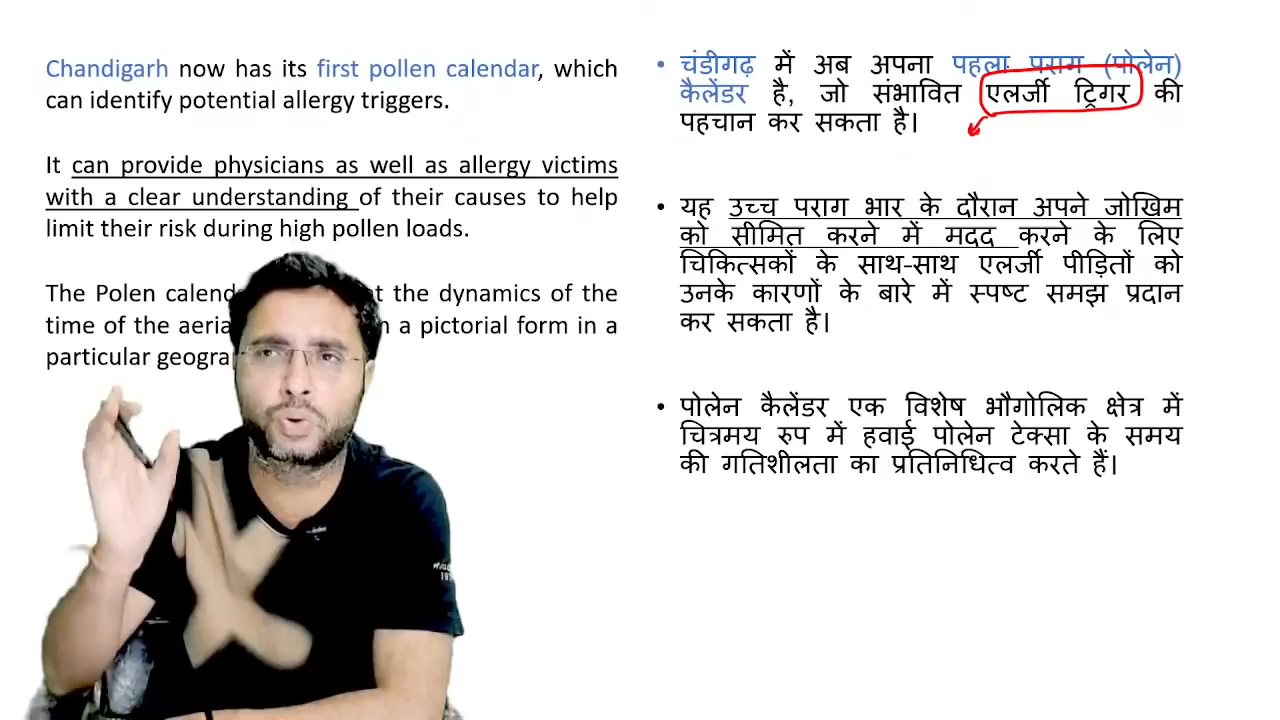 Chandigarh now has its first pollen calendar, which
can identify potential allergy triggers.
It can provide physicians as well as allergy victims
with a clear understanding of their causes to help
limit their risk during high pollen loads.
The Polen the dynamics of the
time of the a pictorial form in a
particular
• चंडीगढ़ में अब अपना पहला पराग (पोलेन)
कैलेंडर है, जो संभावित एलर्जी ट्रिगर की
पहचान कर सकता है।
• यह उच्च पराग भार के दौरान अपने जोखिम
को सीमित करने में मदद करने के लिए
चिकित्सकों के साथ-साथ एलर्जी पीड़ितों को
उनके कारणों के बारे में स्पष्ट समझ प्रदान
कर सकता है।
• पोलेन कैलेंडर एक विशेष भौगोलिक क्षेत्र में
चित्रमय रुप में हवाई पोलेन टेक्सा के समय
की गतिशीलता का प्रतिनिधित्व करते हैं।